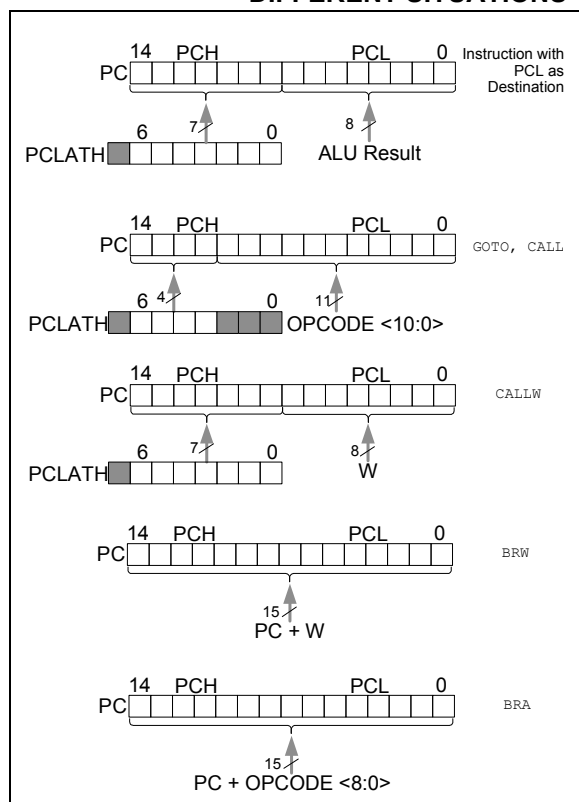 DIFFERENT SITUATIONS
14 PCH PCL 0 Instruction with
PC PCL as
Destination
7 8
6 0
PCLATH ALU Result
14 PCH PCL 0
PC GOTO, CALL
4 11
6 0
PCLATH OPCODE <10:0>
14 PCH PCL 0
PC CALLW
7 8
6 0
PCLATH W
14 PCH PCL 0
PC BRW
15
PC + W
14 PCH PCL 0
PC BRA
15
PC + OPCODE <8:0>